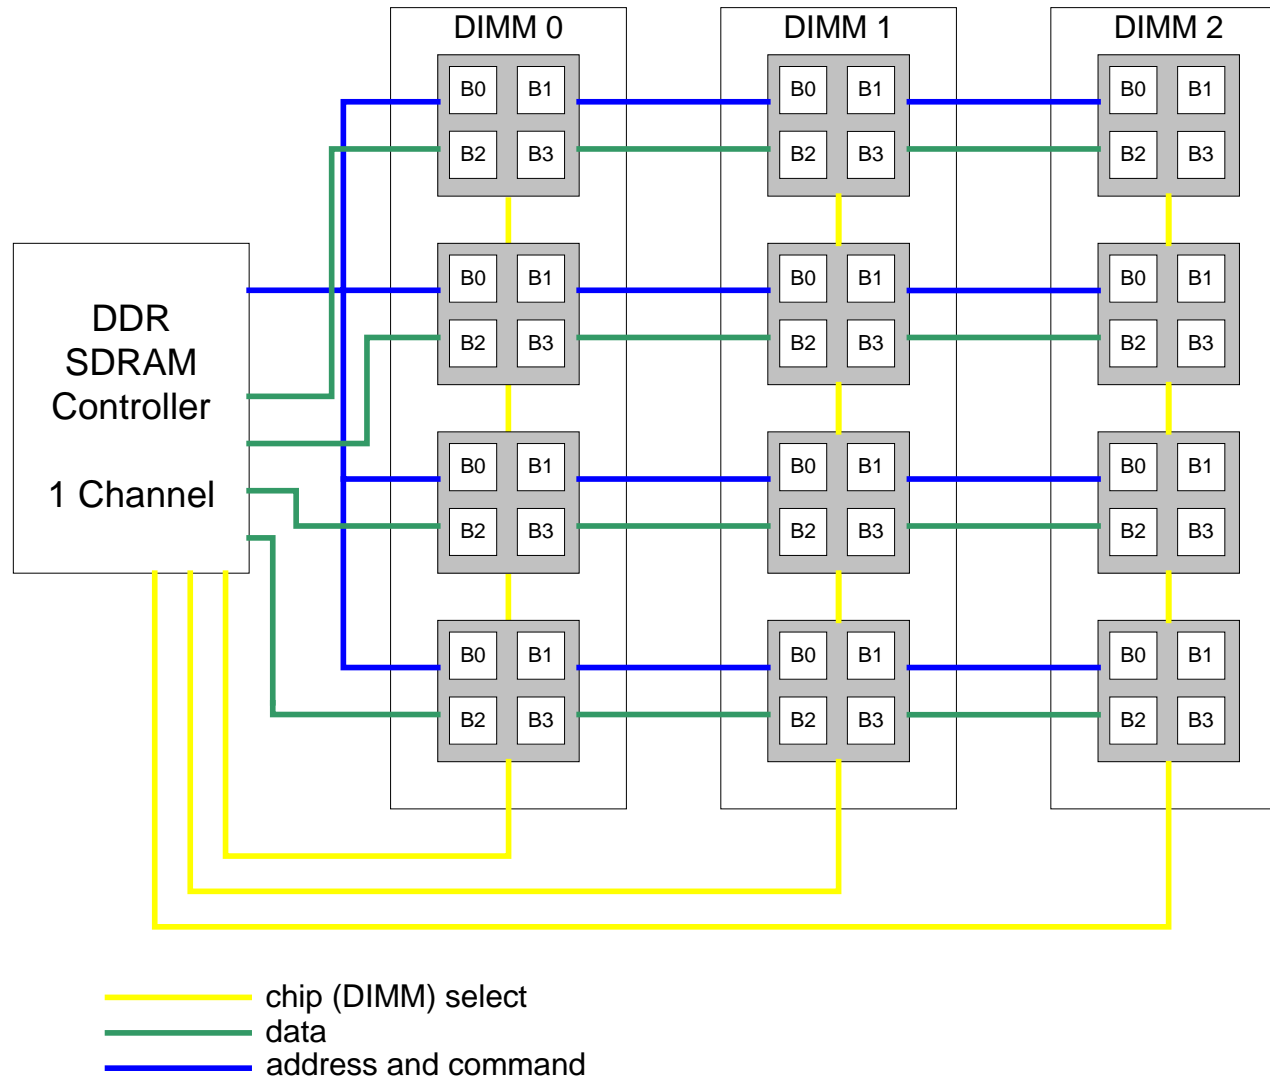 DIMM 0 DIMM 1 DIMM 2
B0 B1 B0 B1 B0 B1
B2 B3 B2 B3 B2 B3
B0 B1 B0 B1 B0 B1
B2 B3 B2 B3 B2 B3
B0 B1 B0 B1 B0 B1
B2 B3 B2 B3 B2 B3
B0 B1 B0 B1 B0 B1
B2 B3 B2 B3 B2 B3
DDR
SDRAM
Controller
1 Channel
chip (DIMM) select
data
address and command